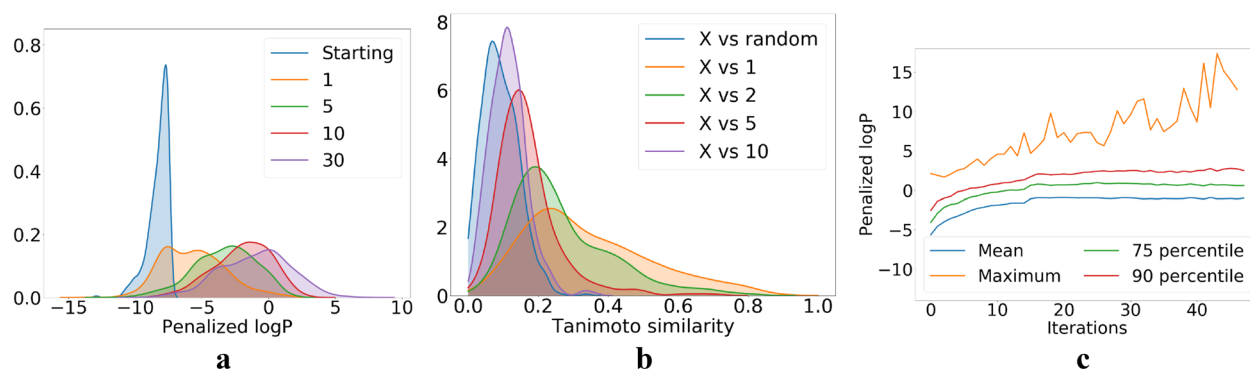 0.8
0.6
0.4
0.2
0.0
−15 −10 −5 0 5 10
Penalized logP
Starting
1
5
10
30
a
8
6
4
2
0
0.0 0.2 0.4 0.6 0.8 1.0
Tanimoto similarity
X vs random
X vs 1
X vs 2
X vs 5
X vs 10
b
Penalized logP
15
10
5
0
−5
−10
Mean
Maximum
75 percentile
90 percentile
0 10 20 30 40
Iterations
c